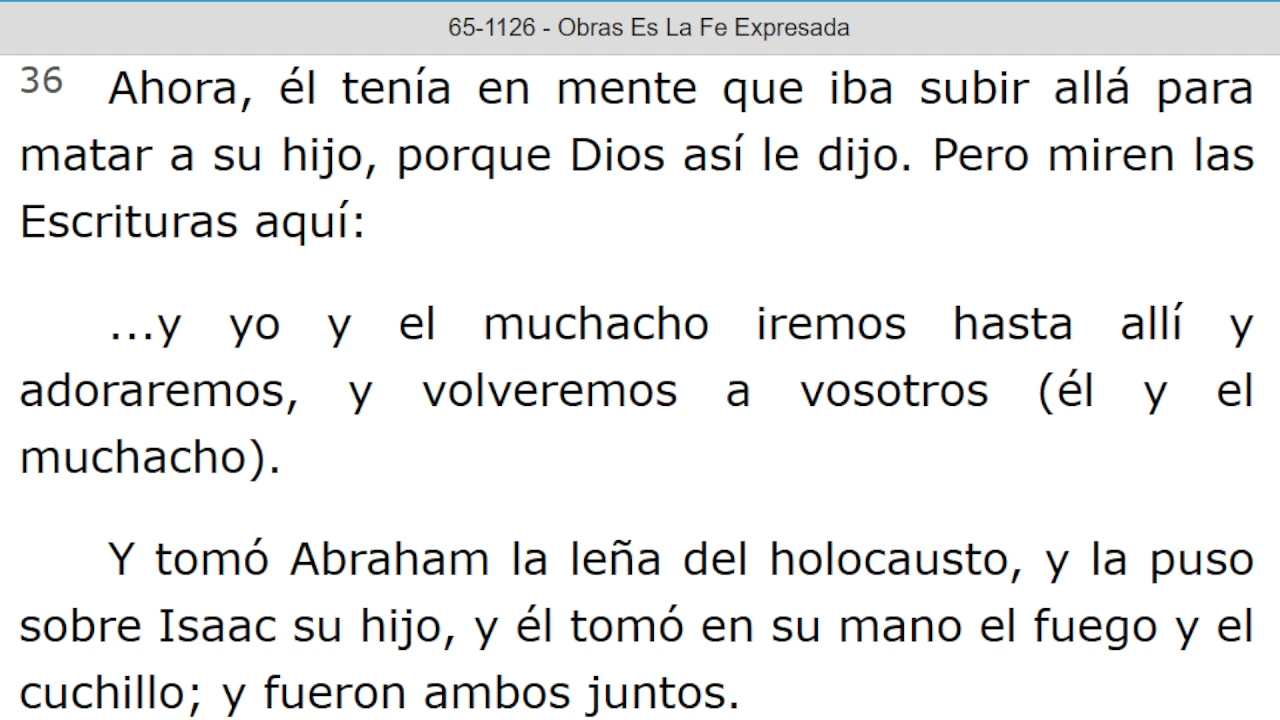 65-1126 - Obras Es La Fe Expresada
36 Ahora, él tenía en mente que iba subir allá para
matar a su hijo, porque Dios así le dijo. Pero miren las
Escrituras aquí:
...y yo y el muchacho iremos hasta allí y
adoraremos, y volveremos a vosotros (él y el
muchacho).
Y tomó Abraham la leña del holocausto, y la puso
sobre Isaac su hijo, y él tomó en su mano el fuego y el
cuchillo; y fueron ambos juntos.